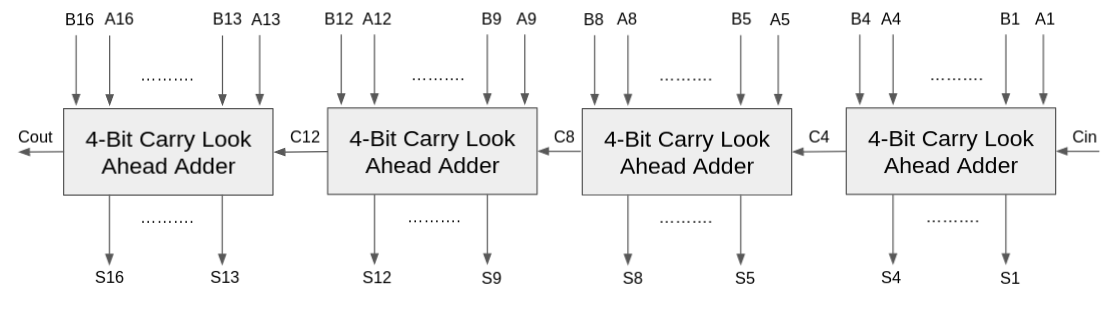 B16 A16 B13 A13 B12 A12 B9 A9 B8 A8 B5 A5 B4 A4 B1 A1
.......... .......... .......... ..........
Cout 4-Bit Carry Look Ahead Adder C12 4-Bit Carry Look Ahead Adder C8 4-Bit Carry Look Ahead Adder C4 4-Bit Carry Look Ahead Adder Cin
.......... .......... .......... ..........
S16 S13 S12 S9 S8 S5 S4 S1